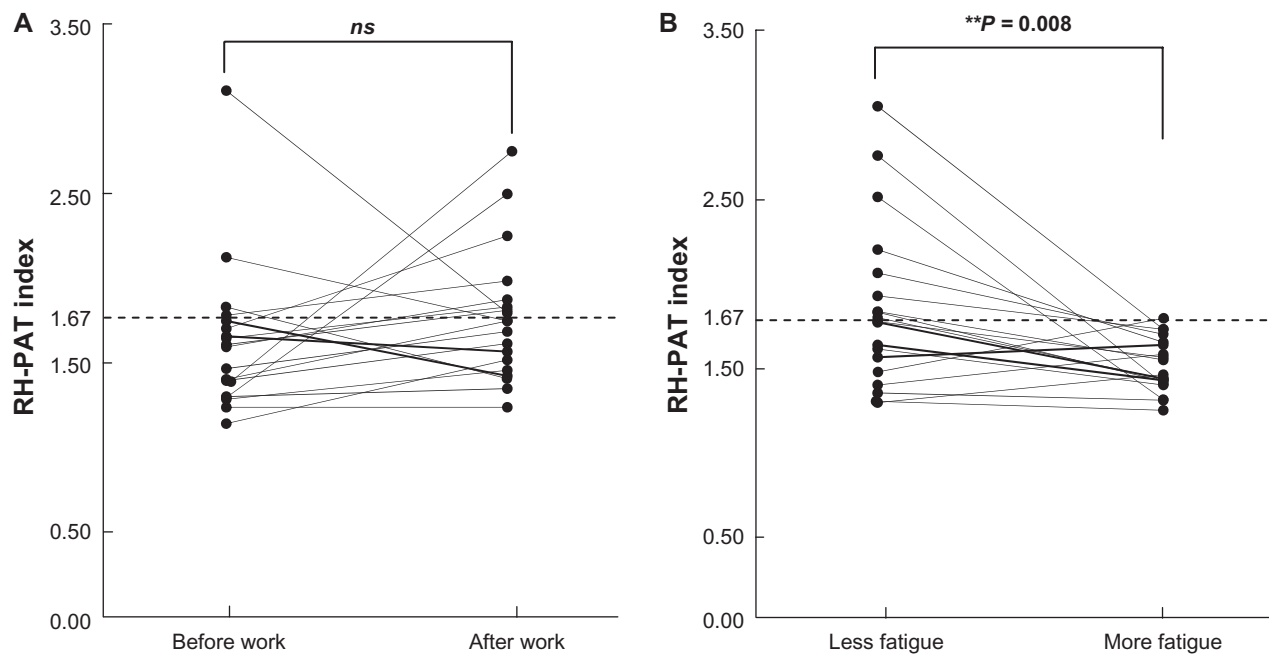 A
ns
3.50
2.50
1.67
1.50
0.50
0.00
RH-PAT index
Before work
After work
B
**P = 0.008
3.50
2.50
1.67
1.50
0.50
0.00
RH-PAT index
Less fatigue
More fatigue